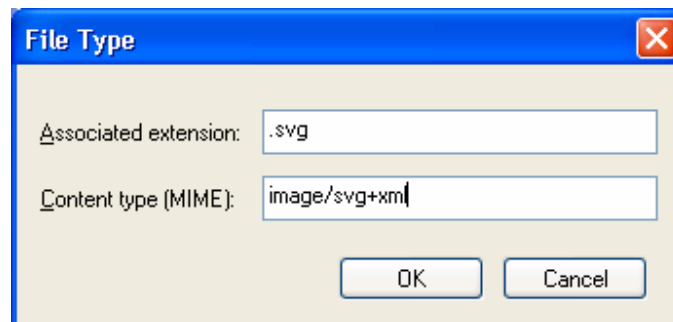 File Type
Associated extension: .svg
Content type (MIME): image/svg+xml
OK Cancel